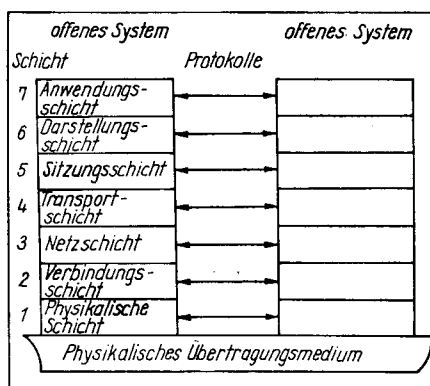 offenes System offenes System
Schicht Protokolle
7 Anwendungs-
schicht
6 Darstellungs-
schicht
5 Sitzungsschicht
4 Transport-
schicht
3 Netzschicht
2 Verbindungs-
schicht
1 Physikalische
Schicht
Physikalisches Übertragungsmedium